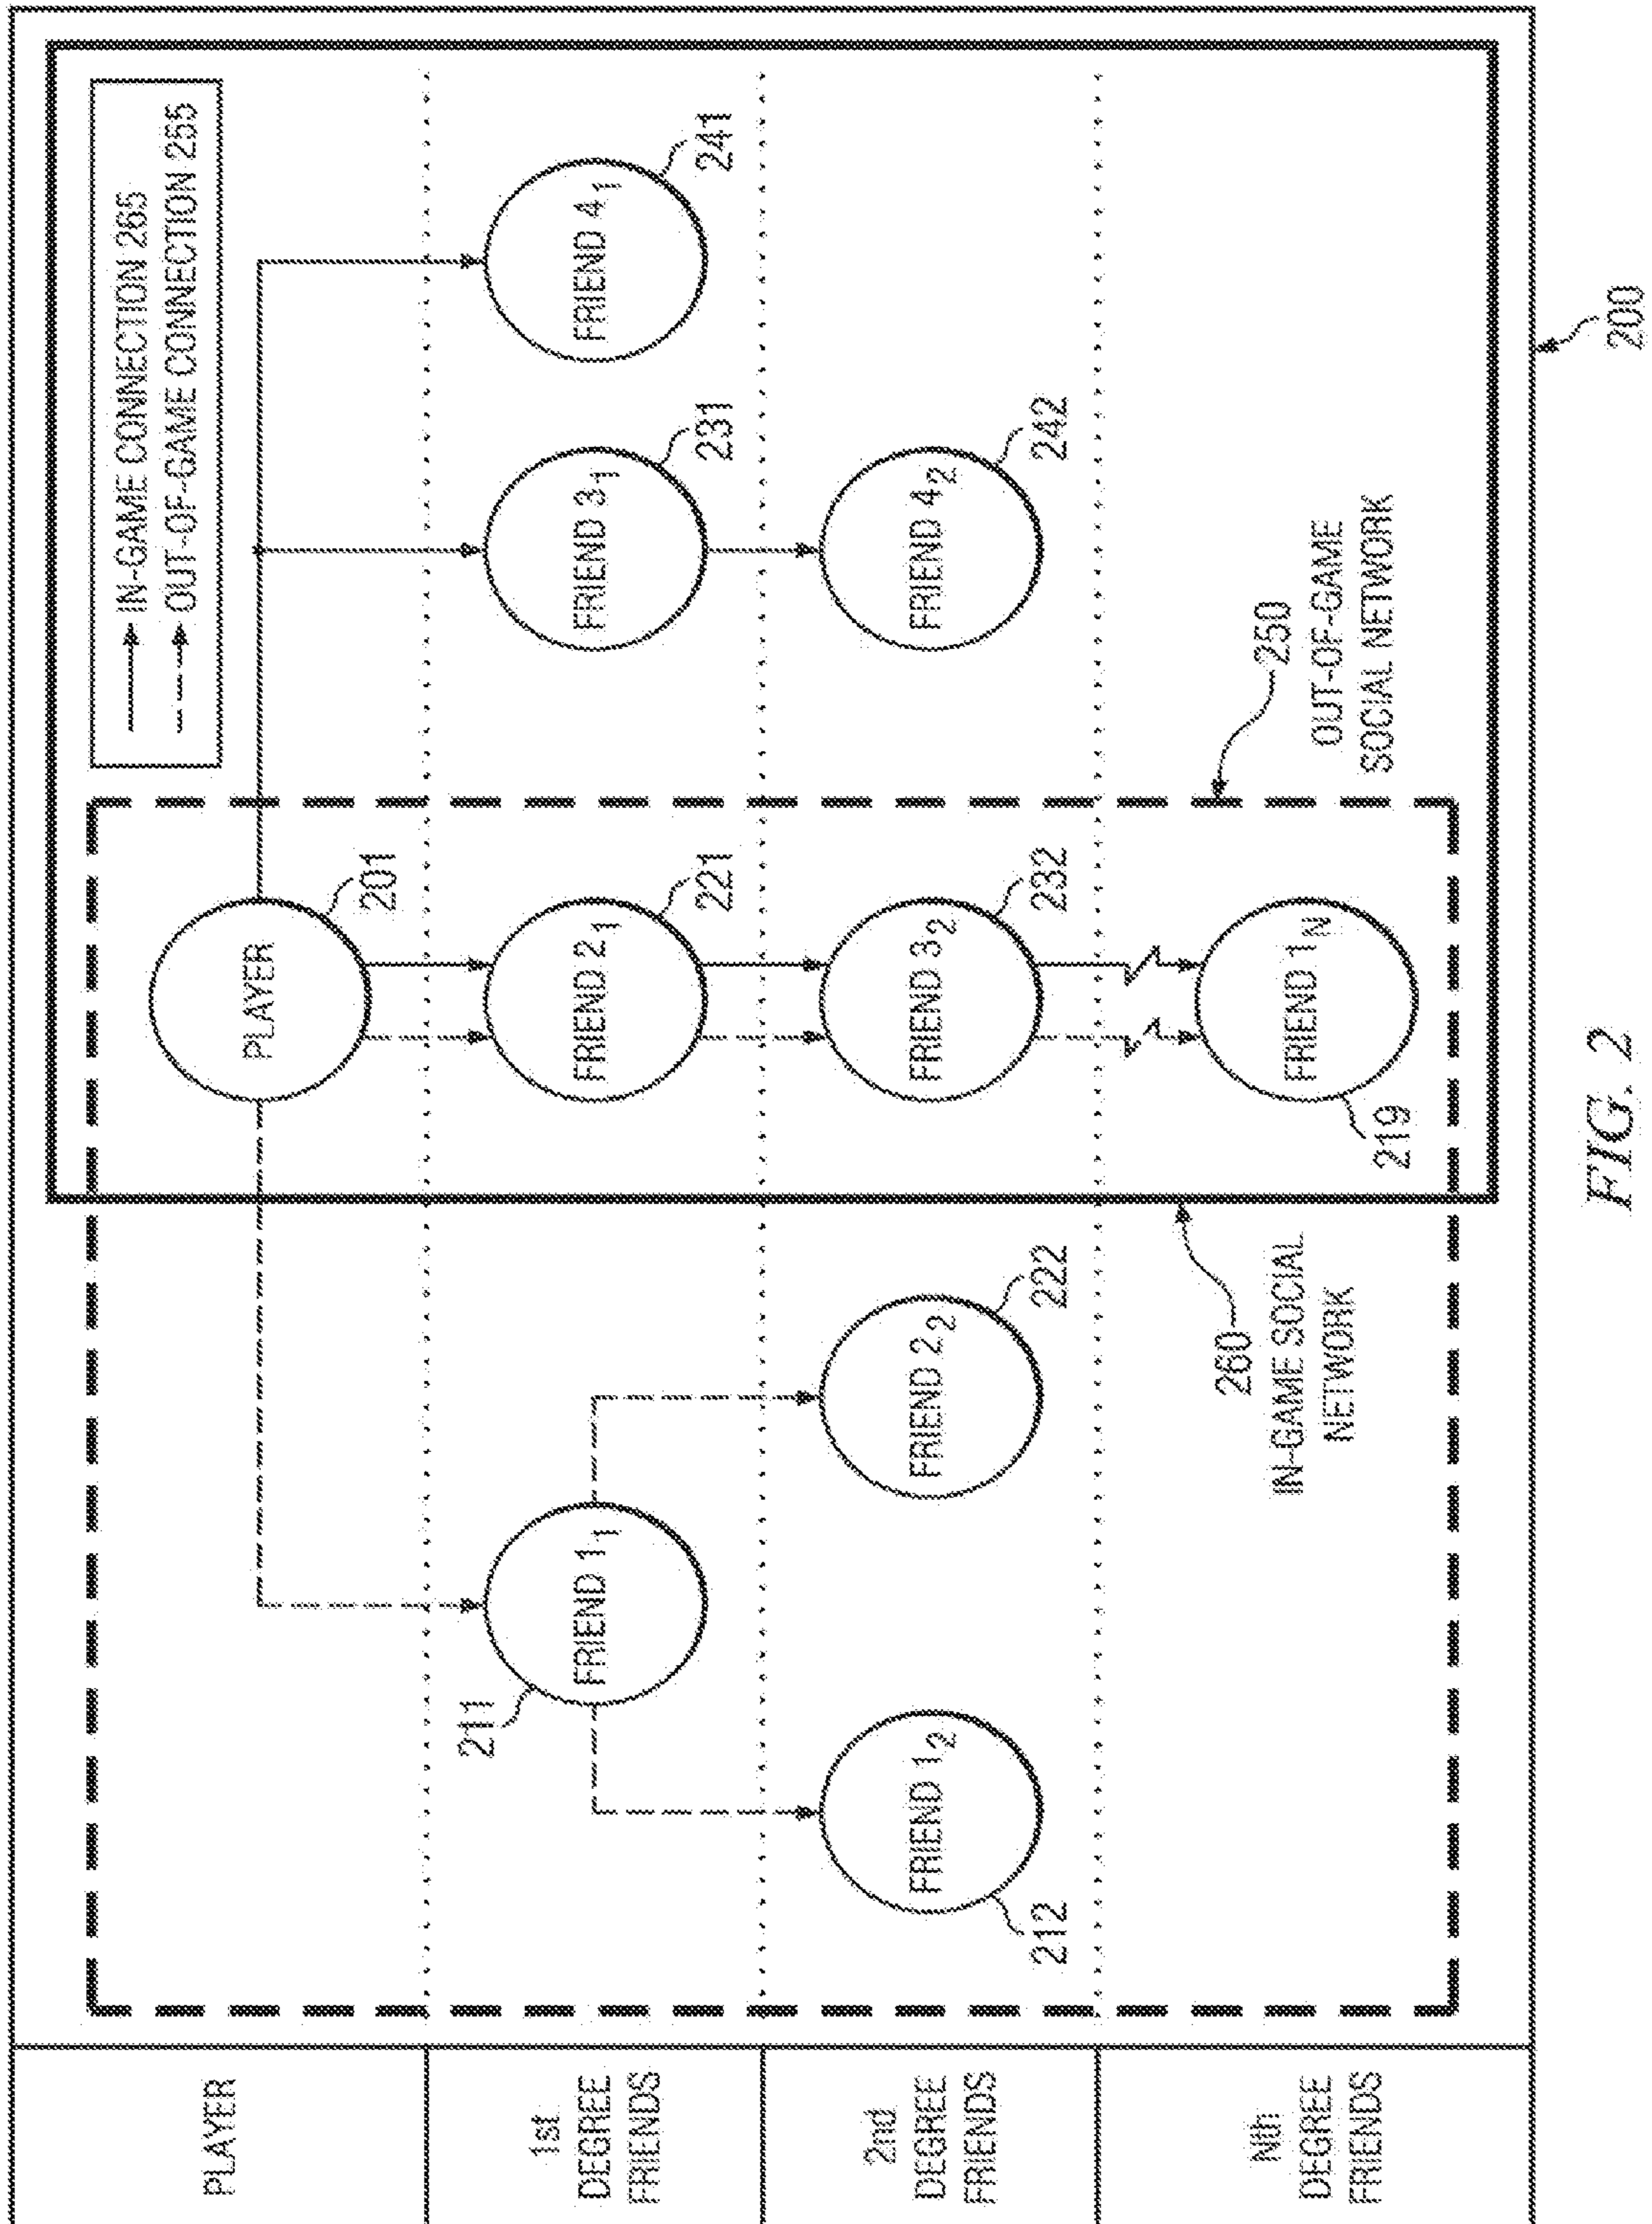 PLAYER
1st
DEGREE
FRIENDS
2nd
DEGREE
FRIENDS
Nth
DEGREE
FRIENDS
IN-GAME CONNECTION 265
OUT-OF-GAME CONNECTION 255
PLAYER
201
211
FRIEND 1₁
FRIEND 2₁
221
FRIEND 3₁
231
FRIEND 4₁
241
212
FRIEND 1₂
FRIEND 2₂
222
FRIEND 3₂
232
FRIEND 4₂
242
260
IN-GAME SOCIAL
NETWORK
219
FRIEND 1N
250
OUT-OF-GAME
SOCIAL NETWORK
200
FIG. 2